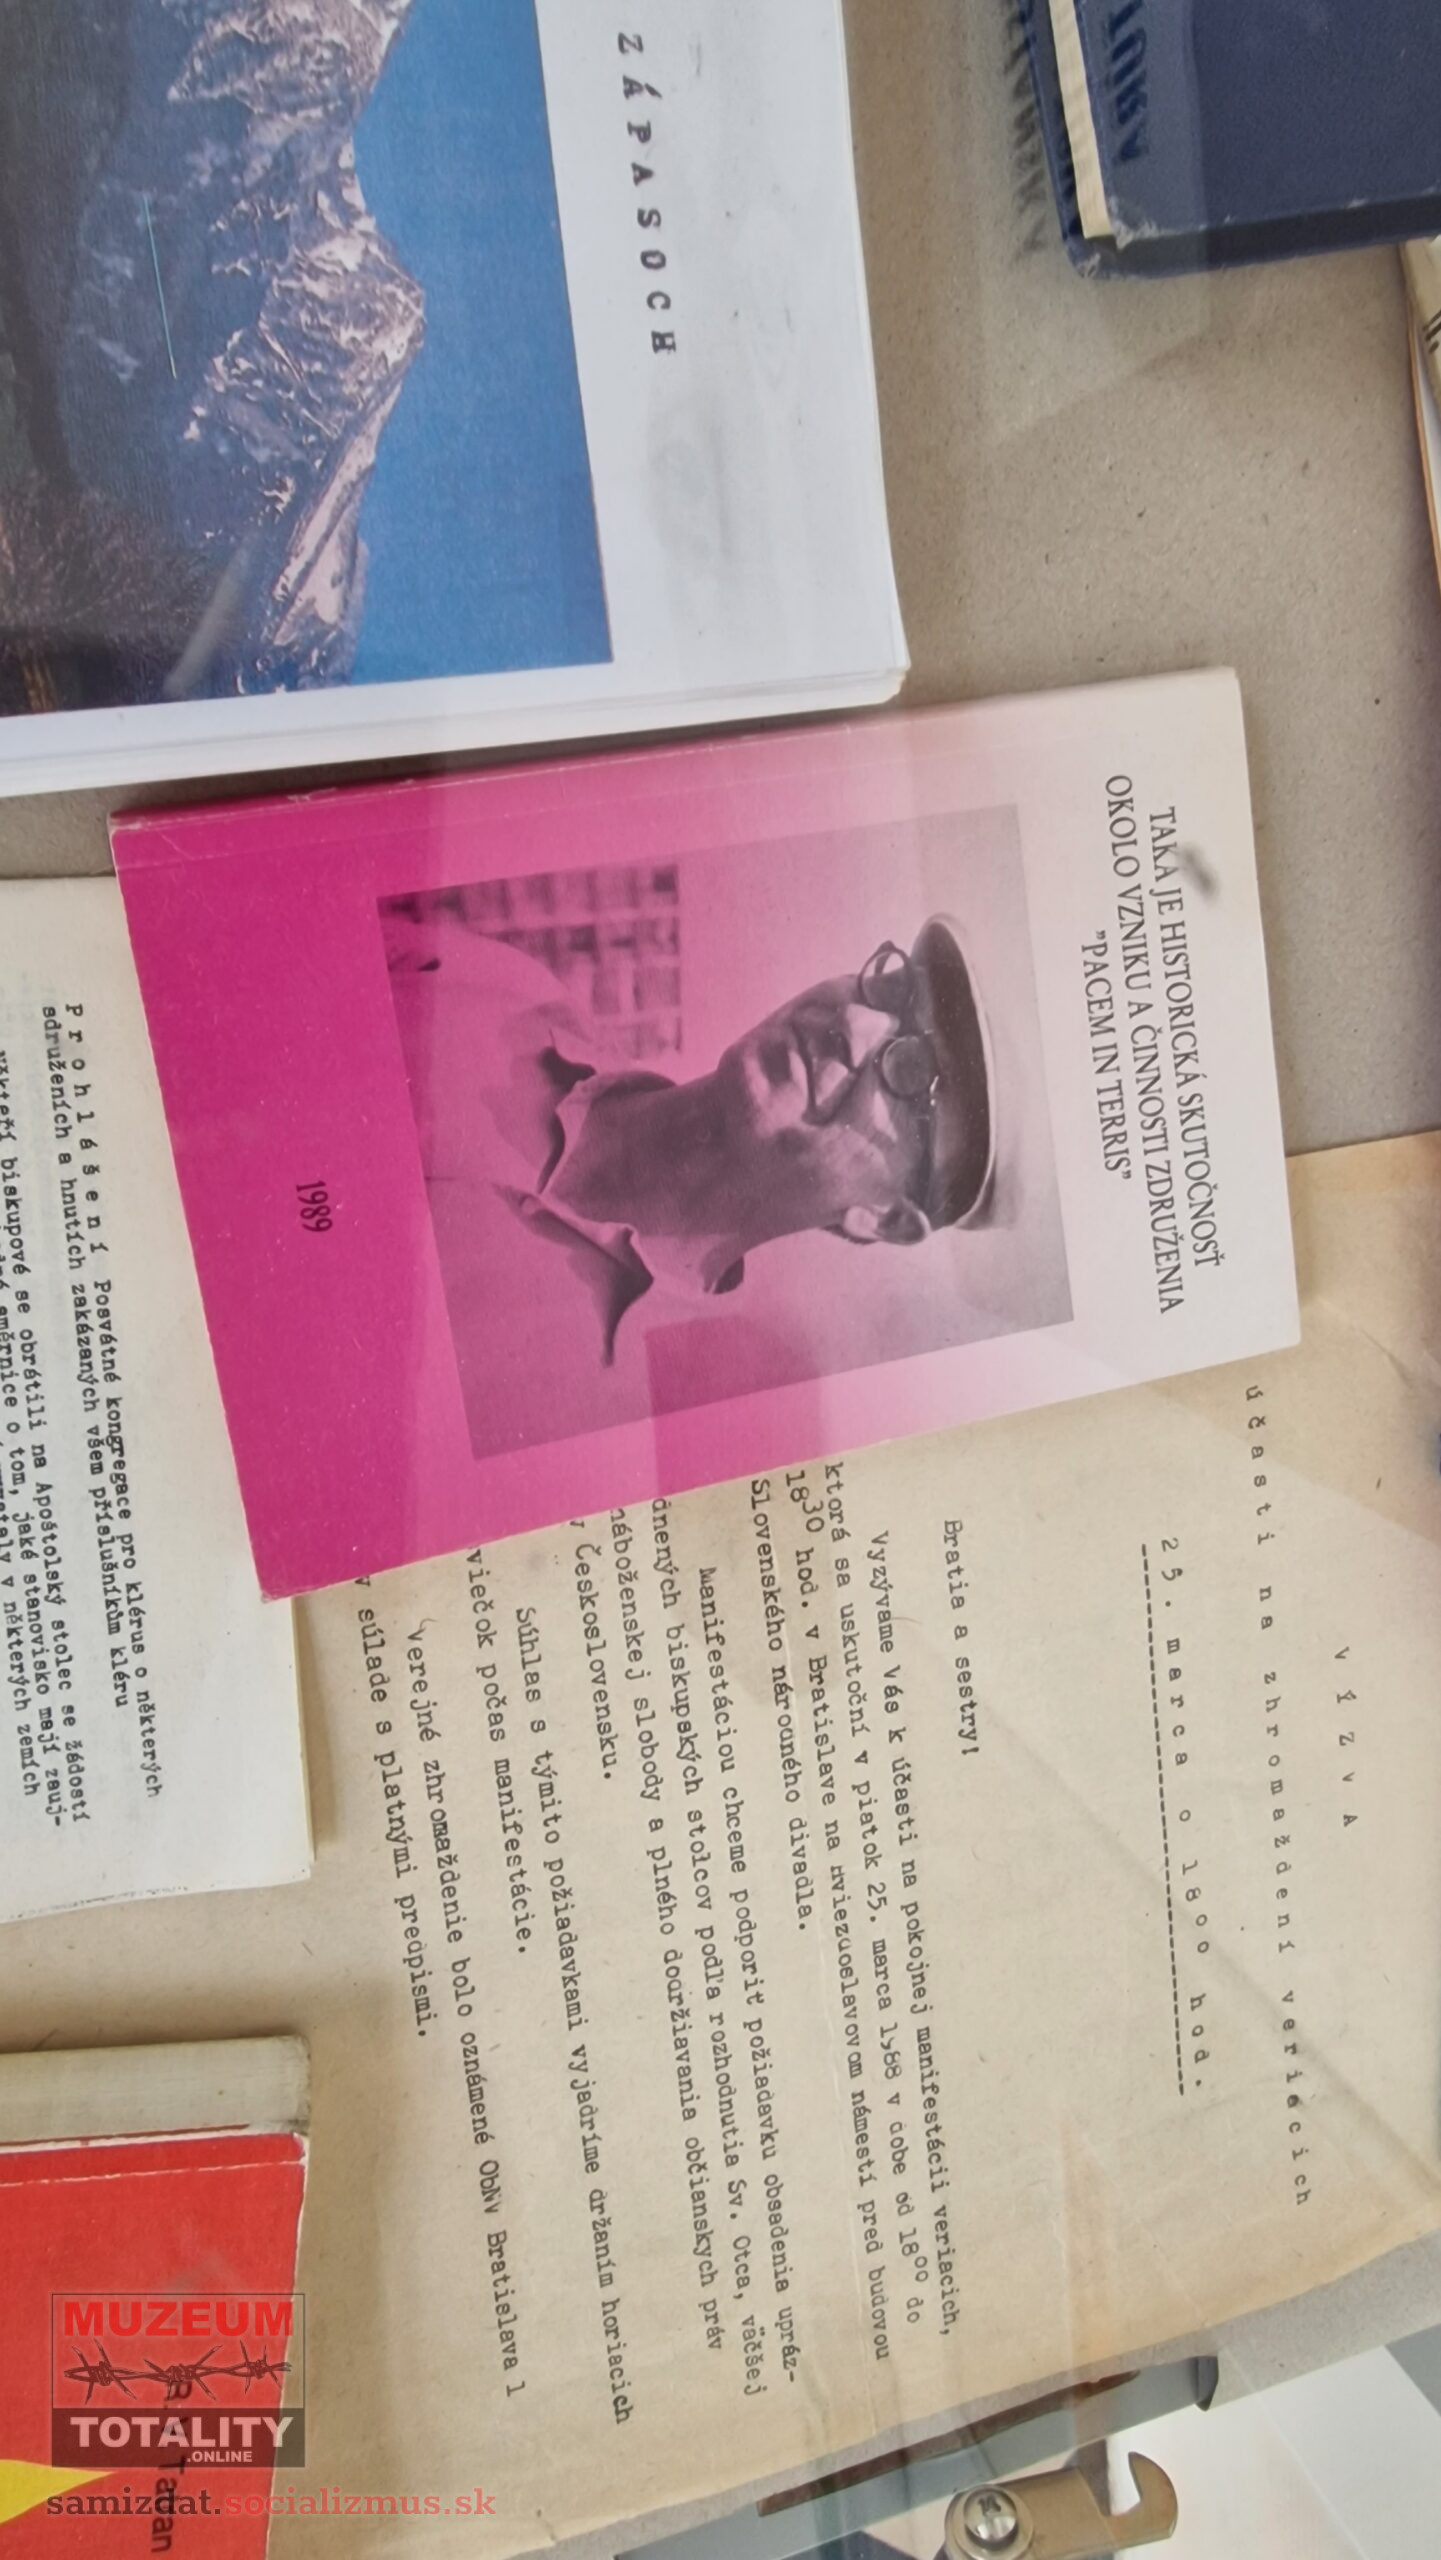 ZÁPASOCH
TAKA JE HISTORICKÁ SKUTOČNOSŤ
OKOLO VZNIKU A ČINNOSTI ZDRUŽENIA
”PACEM IN TERRIS”
1989
V Ý Z V A
účasti na zhromaždení veriacich
25. marca o 1800 hod.
Bratia a sestry!
Vyzývame Vás k účasti na pokojnej manifestácii veriacich,
ktorá sa uskutoční v piatok 25. marca 1988 v dobe od 18⁰⁰ do
18³⁰ hod. v Bratislave na Hviezdoslavovom námestí pred budovou
Slovenského národného divadla.
Manifestáciou chceme podporiť požiadavku obsadenia upráz-
dnených biskupských stolcov podľa rozhodnutia Sv. Otca, väčšej
náboženskej slobody a plného dodržiavania občianskych práv
v Československu.
Súhlas s týmito požiadavkami vyjadríme držaním horiacich
sviečok počas manifestácie.
Verejné zhromaždenie bolo oznámené ObNV Bratislava 1
v súlade s platnými predpismi.
Prohlášení Posvátné kongregace pro klérus o některých
sdruženích a hnutích zakázaných všem příslušníkům kléru
Někteří biskupové se obrátili na Apoštolský stolec se žádostí
směrnice o tom, jaké stanovisko mají zauj-
v některých zemích
MUZEUM
TOTALITY
.ONLINE
samizdat.socializmus.sk